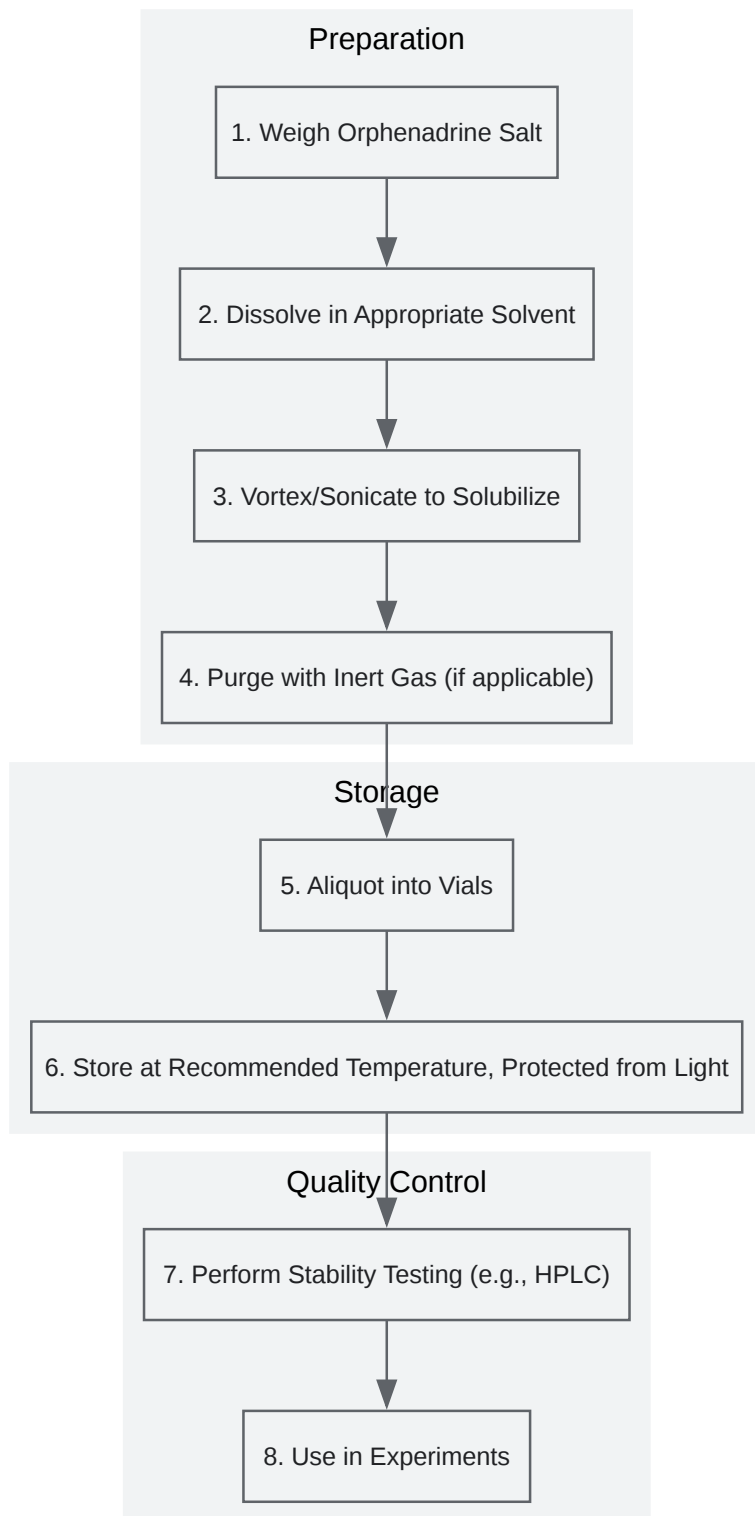 Preparation
1. Weigh Orphenadrine Salt
2. Dissolve in Appropriate Solvent
3. Vortex/Sonicate to Solubilize
4. Purge with Inert Gas (if applicable)
Storage
5. Aliquot into Vials
6. Store at Recommended Temperature, Protected from Light
Quality Control
7. Perform Stability Testing (e.g., HPLC)
8. Use in Experiments